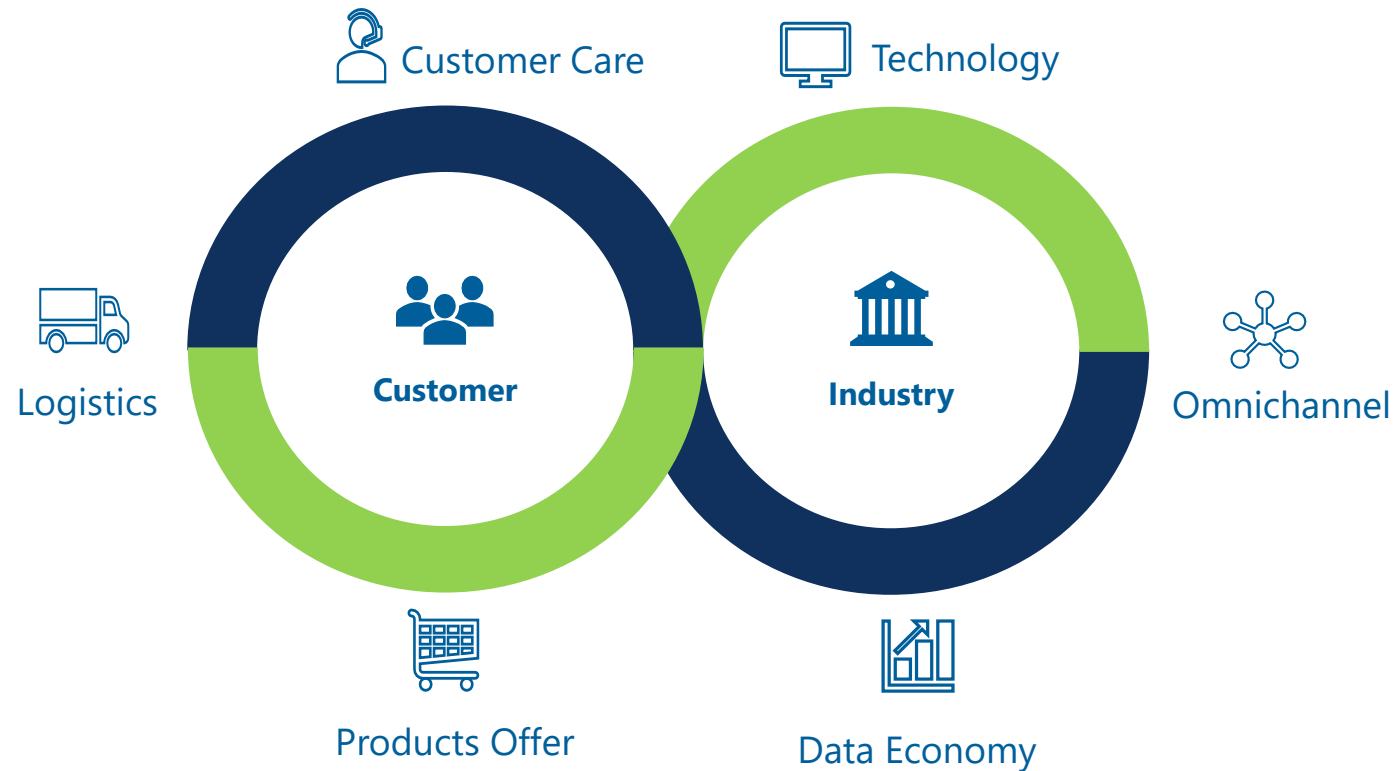 Customer Care
Technology
Customer
Industry
Logistics
Omnichannel
Products Offer
Data Economy